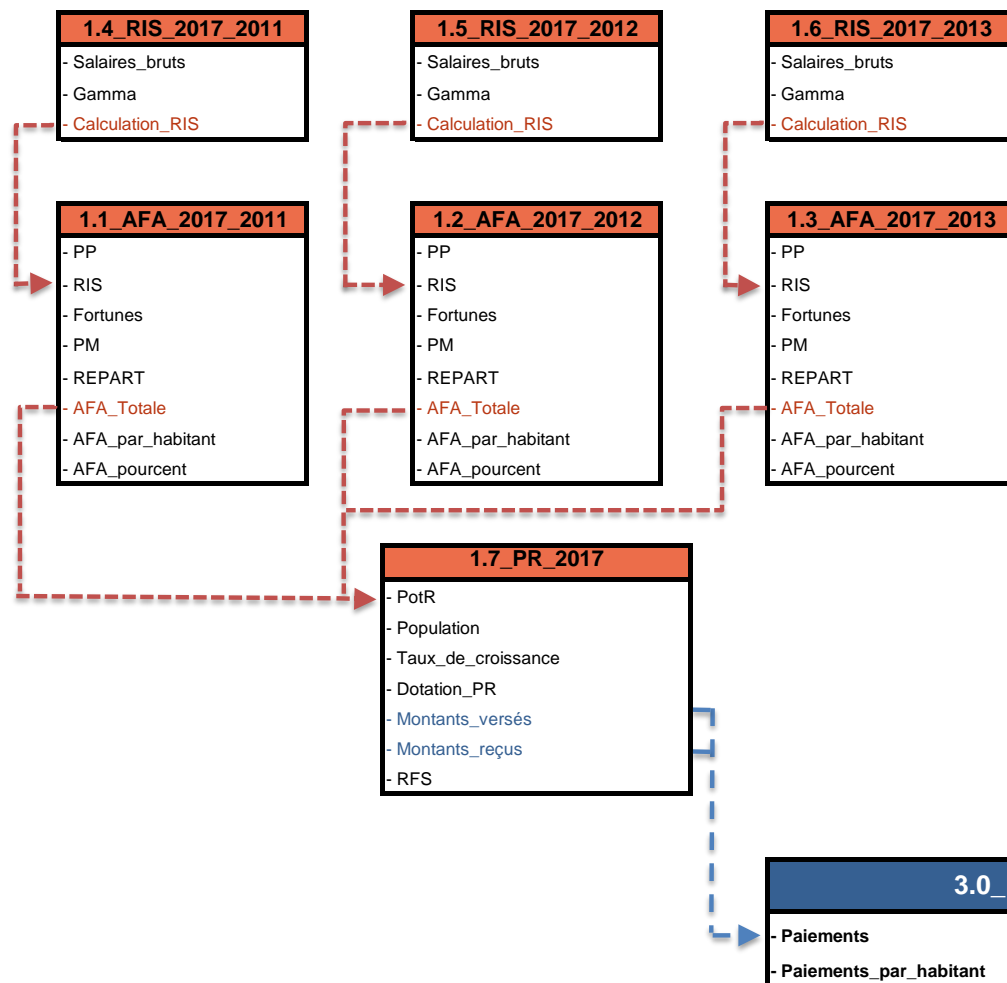 1.4_RIS_2017_2011
- Salaires_bruts
- Gamma
- Calculation_RIS
1.5_RIS_2017_2012
- Salaires_bruts
- Gamma
- Calculation_RIS
1.6_RIS_2017_2013
- Salaires_bruts
- Gamma
- Calculation_RIS
1.1_AFA_2017_2011
- PP
- RIS
- Fortunes
- PM
- REPART
- AFA_Totale
- AFA_par_habitant
- AFA_pourcent
1.2_AFA_2017_2012
- PP
- RIS
- Fortunes
- PM
- REPART
- AFA_Totale
- AFA_par_habitant
- AFA_pourcent
1.3_AFA_2017_2013
- PP
- RIS
- Fortunes
- PM
- REPART
- AFA_Totale
- AFA_par_habitant
- AFA_pourcent
1.7_PR_2017
- PotR
- Population
- Taux_de_croissance
- Dotation_PR
- Montants_versés
- Montants_reçus
- RFS
3.0_
- Paiements
- Paiements_par_habitant